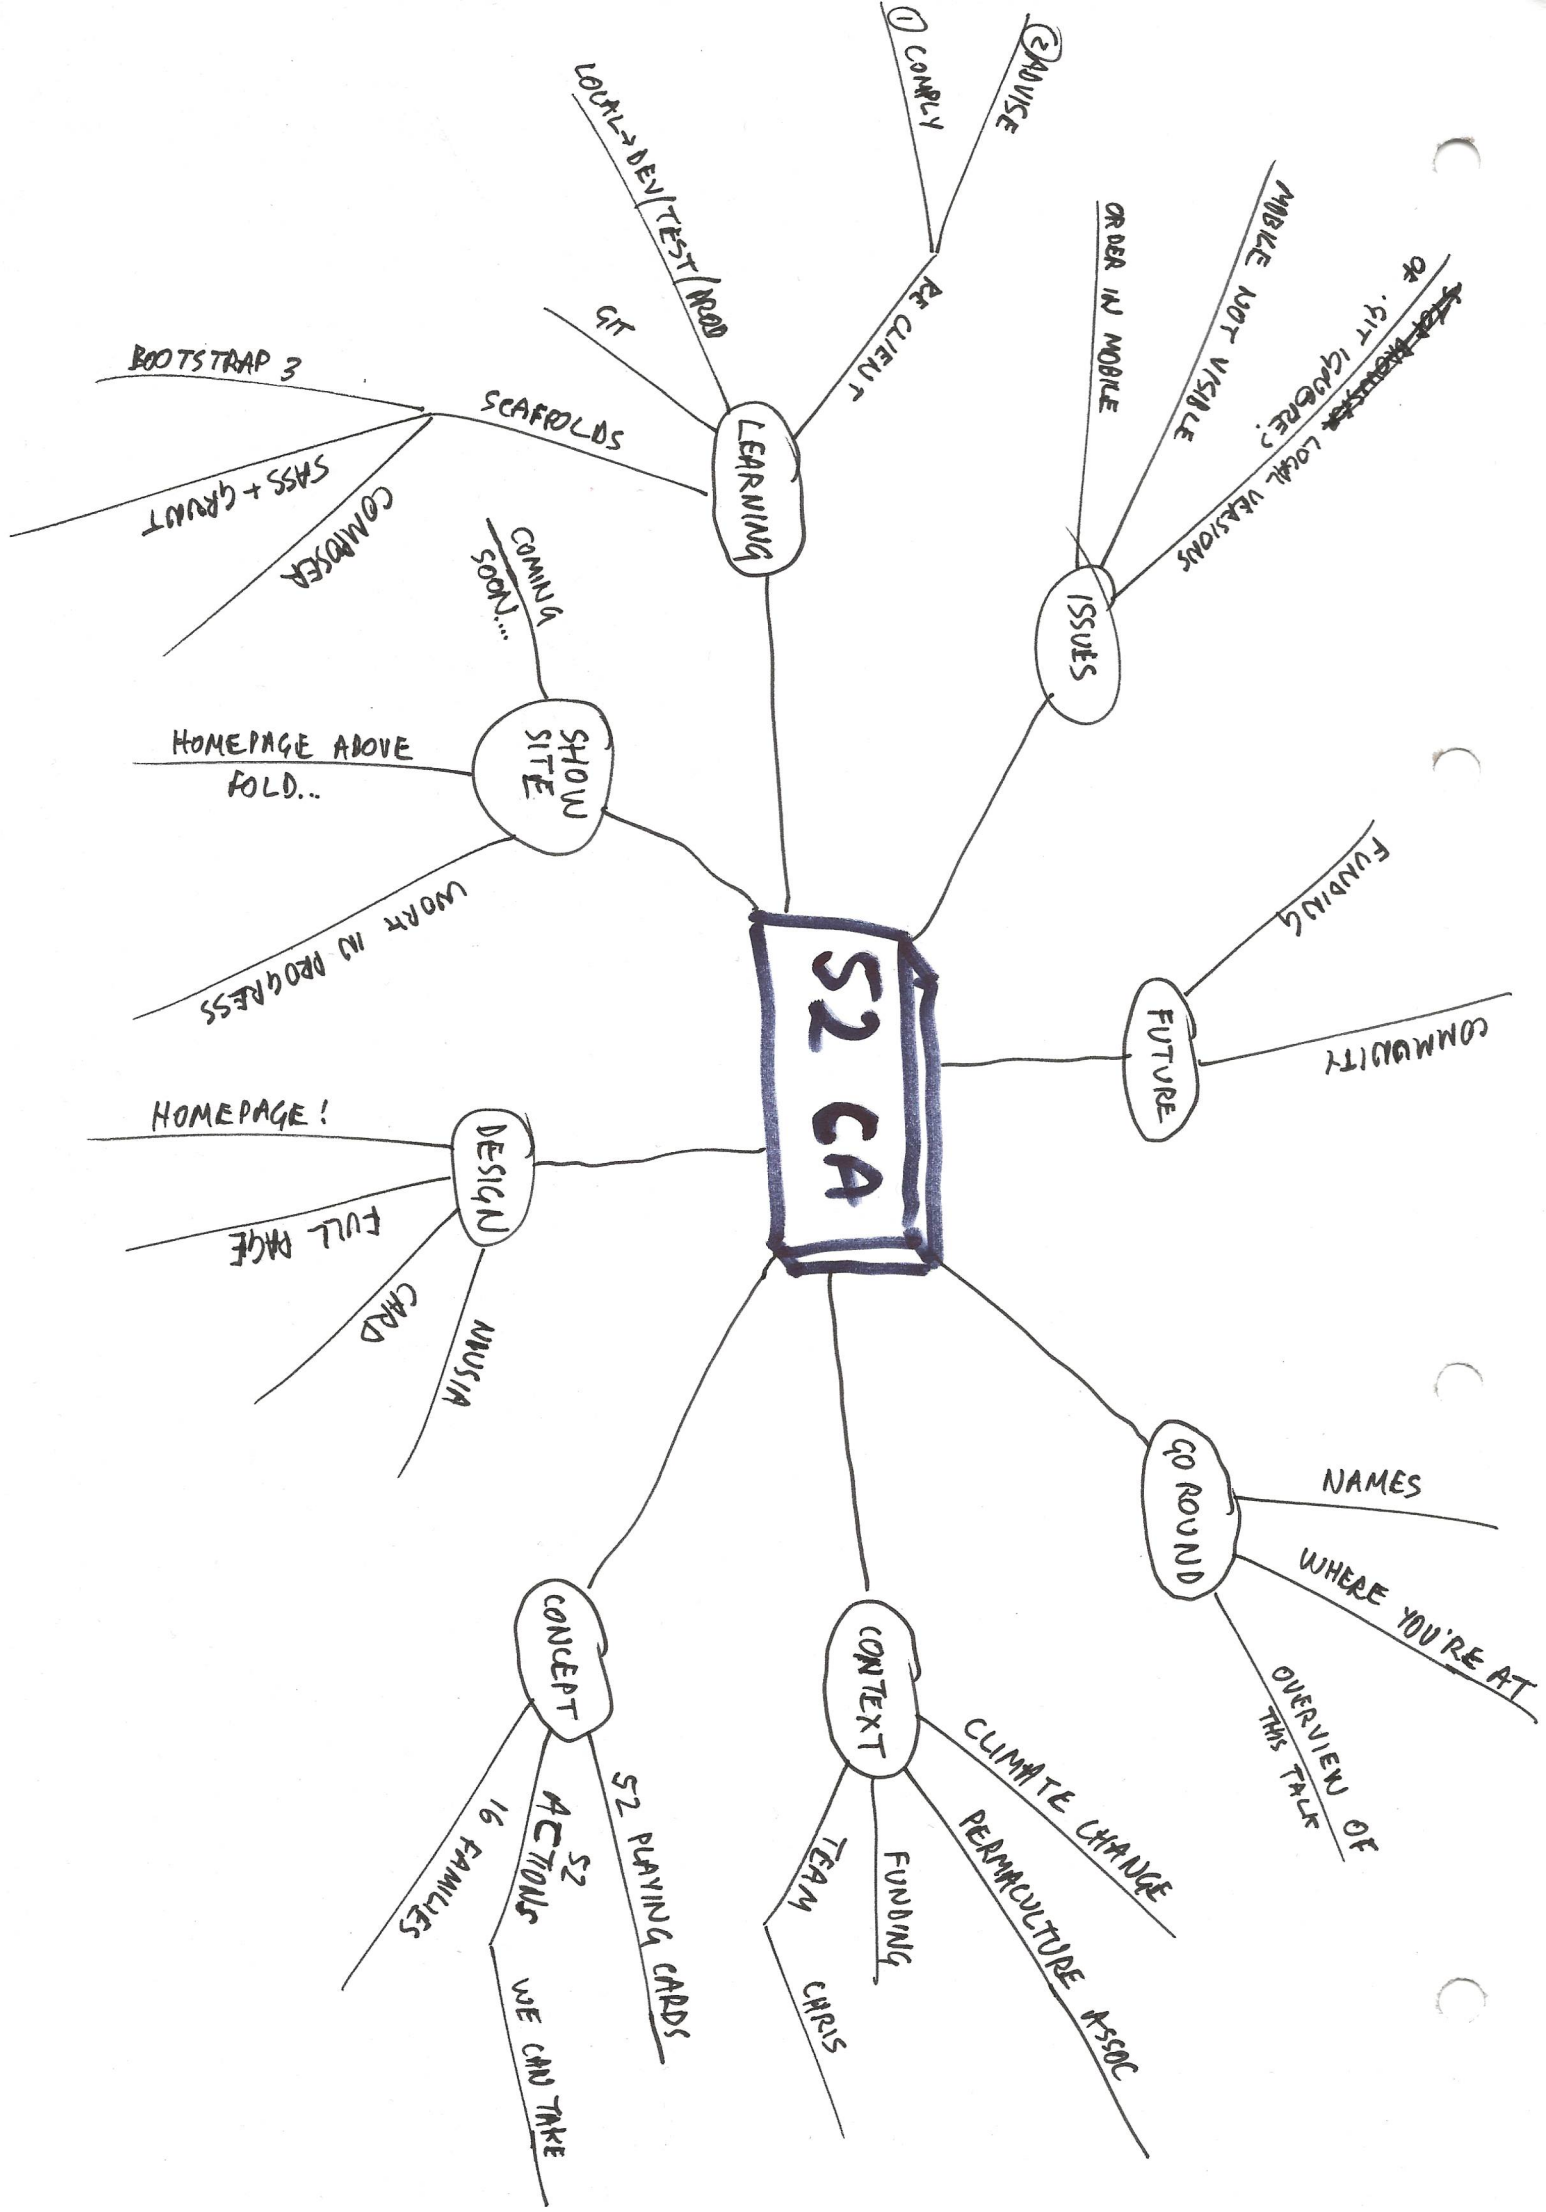 52 CA
GO ROUND
NAMES
WHERE YOU'RE AT
OVERVIEW OF
THIS TALK
CONTEXT
CLIMATE CHANGE
PERMACULTURE ASSOC
FUNDING
TEAM
CHRIS
CONCEPT
52 PLAYING CARDS
52
ACTIONS
WE CAN TAKE
16 FAMILIES
DESIGN
CARD
FULL PAGE
HOMEPAGE!
SHOW
SITE
WORK IN PROGRESS
HOMEPAGE ABOVE
FOLD...
COMING
SOON....
LEARNING
SCAFFOLDS
COMPOSER
SASS + GRUNT
BOOTSTRAP 3
GIT
LOCAL→DEV/TEST/PROD
RE CLIENT
① COMPLY
② ADVISE
ISSUES
ORDER IN MOBILE
MOBILE NOT VISIBLE
LOCAL VERSIONS
OF .GIT IGNORE?
FUTURE
FUNDING
COMMUNITY